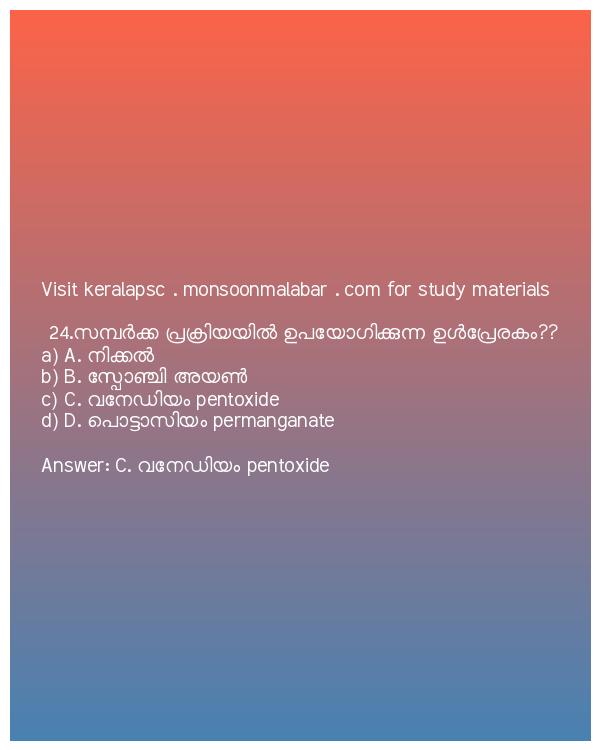 Visit keralapsc . monsoonmalabar . com for study materials
24.സമ്പർക്ക പ്രക്രിയയിൽ ഉപയോഗിക്കുന്ന ഉൾപ്രേരകം??
a) A. നിക്കൽ
b) B. സ്പോഞ്ചി അയൺ
c) C. വനേഡിയം pentoxide
d) D. പൊട്ടാസിയം permanganate
Answer: C. വനേഡിയം pentoxide